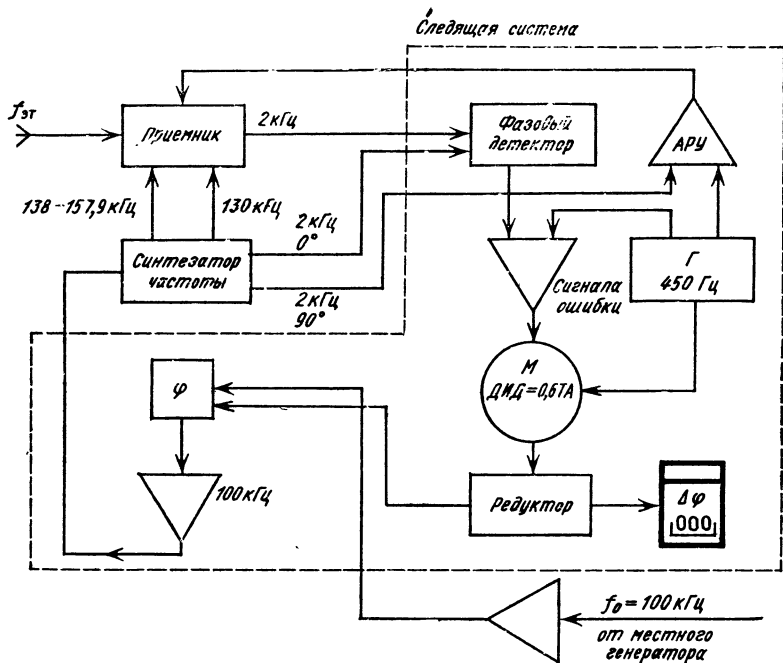 Следящая система
fэт
Приемник
2 кГц
Фазовый
детектор
АРУ
138–157,9 кГц
130 кГц
2 кГц
0°
Синтезатор
частоты
2 кГц
90°
Сигнала
ошибки
Г
450 Гц
М
ДИД=0,6ТА
φ
100 кГц
Редуктор
Δφ
000
f₀ = 100 кГц
от местного
генератора